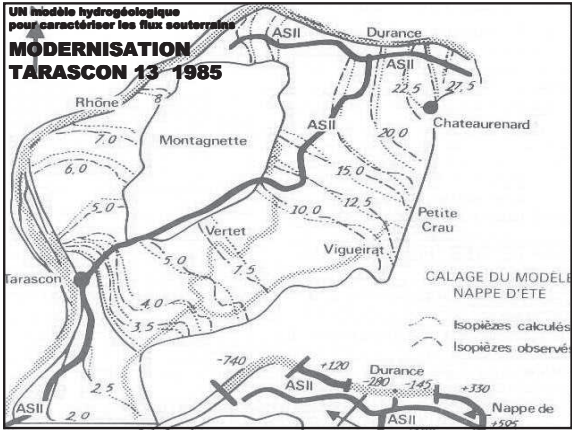 UN modèle hydrogéologique
pour caractériser les flux souterrains
MODERNISATION
TARASCON 13 1985
ASII
Durance
ASII
Rhône
8
22,5
27,5
Chateaurenard
ASII
20,0
7,0
Montagnette
6,0
15,0
5,0
12,5
10,0
Petite
Crau
Vertet
Vigueirat
5,0
7,5
Tarascon
CALAGE DU MODÈLE
NAPPE D'ÉTÉ
4,0
3,5
Isopièzes calculés
Isopièzes observés
-740
+120
Durance
-280
-145
+330
2,5
ASII
Nappe de
ASII
2,0
ASII
+595